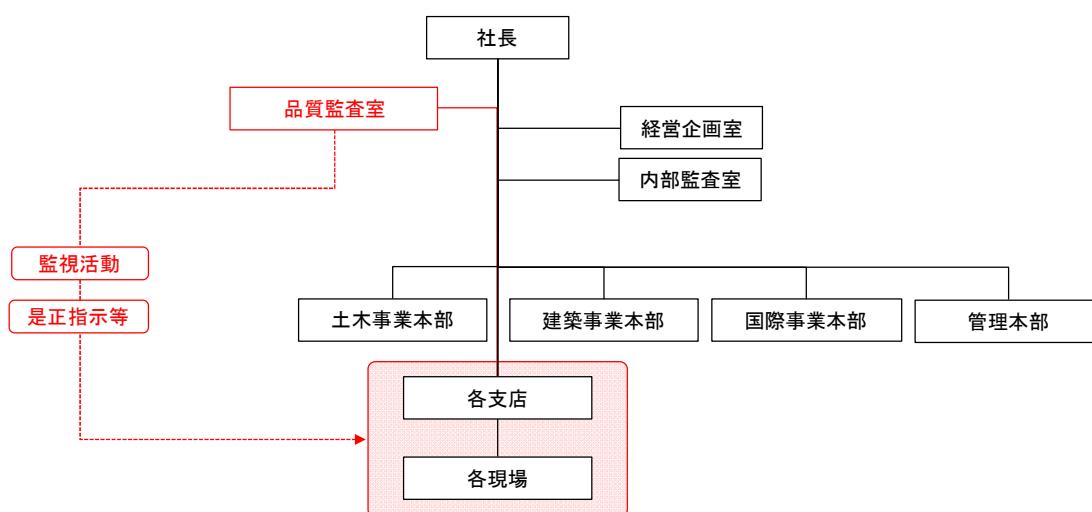 社長
品質監査室
経営企画室
内部監査室
監視活動
是正指示等
土木事業本部
建築事業本部
国際事業本部
管理本部
各支店
各現場